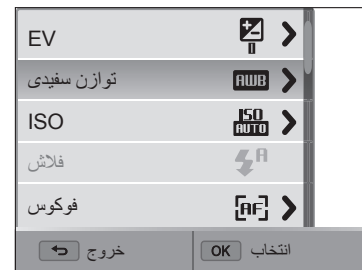 EV
توازن سفیدی AWB
ISO ISO AUTO
فلاش A
فوکوس AF
خروج OK انتخاب